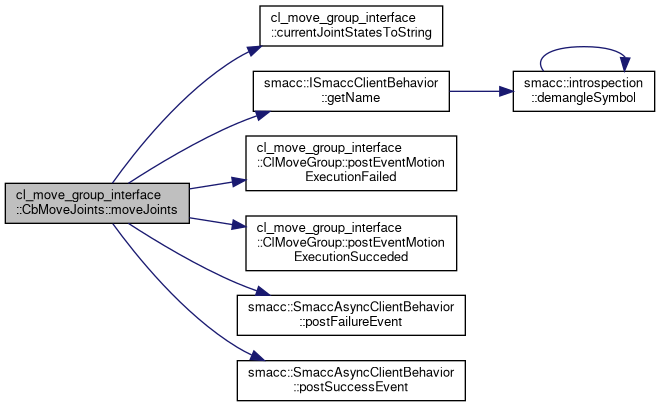 cl_move_group_interface
::currentJointStatesToString
smacc::ISmaccClientBehavior
::getName
smacc::introspection
::demangleSymbol
cl_move_group_interface
::ClMoveGroup::postEventMotion
ExecutionFailed
cl_move_group_interface
::CbMoveJoints::moveJoints
cl_move_group_interface
::ClMoveGroup::postEventMotion
ExecutionSucceded
smacc::SmaccAsyncClientBehavior
::postFailureEvent
smacc::SmaccAsyncClientBehavior
::postSuccessEvent